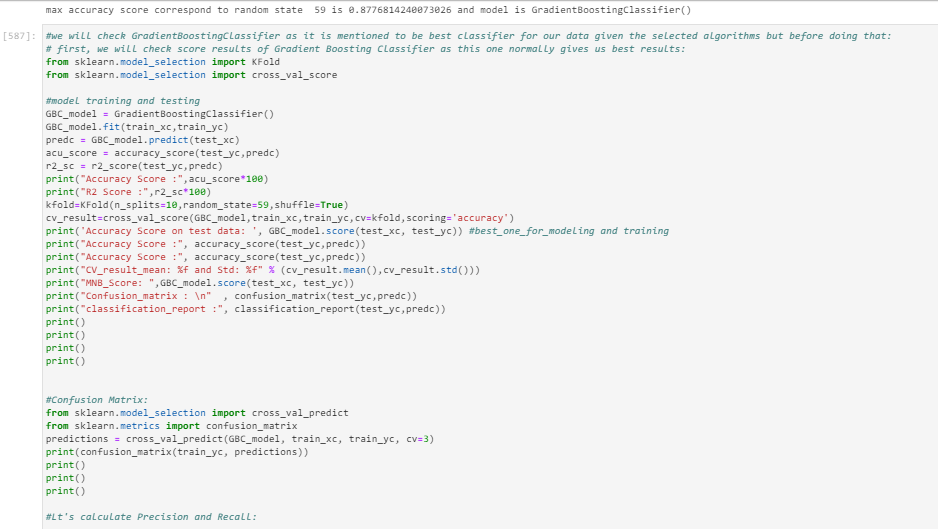 max accuracy score correspond to random state  59 is 0.8776814240073026 and model is GradientBoostingClassifier()
[587]: #we will check GradientBoostingClassifier as it is mentioned to be best classifier for our data given the selected algorithms but before doing that:
# first, we will check score results of Gradient Boosting Classifier as this one normally gives us best results:
from sklearn.model_selection import KFold
from sklearn.model_selection import cross_val_score
#model training and testing
GBC_model = GradientBoostingClassifier()
GBC_model.fit(train_xc,train_yc)
predc = GBC_model.predict(test_xc)
acu_score = accuracy_score(test_yc,predc)
r2_sc = r2_score(test_yc,predc)
print("Accuracy Score :",acu_score*100)
print("R2 Score :",r2_sc*100)
kfold=KFold(n_splits=10,random_state=59,shuffle=True)
cv_result=cross_val_score(GBC_model,train_xc,train_yc,cv=kfold,scoring='accuracy')
print('Accuracy Score on test data: ', GBC_model.score(test_xc, test_yc)) #best_one_for_modeling and training
print("Accuracy Score :", accuracy_score(test_yc,predc))
print("Accuracy Score :", accuracy_score(test_yc,predc))
print("CV_result_mean: %f and Std: %f" % (cv_result.mean(),cv_result.std()))
print("MNB_Score: ",GBC_model.score(test_xc, test_yc))
print("Confusion_matrix : \n"  , confusion_matrix(test_yc,predc))
print("classification_report :", classification_report(test_yc,predc))
print()
print()
print()
print()
#Confusion Matrix:
from sklearn.model_selection import cross_val_predict
from sklearn.metrics import confusion_matrix
predictions = cross_val_predict(GBC_model, train_xc, train_yc, cv=3)
print(confusion_matrix(train_yc, predictions))
print()
print()
print()
#Lt's calculate Precision and Recall: